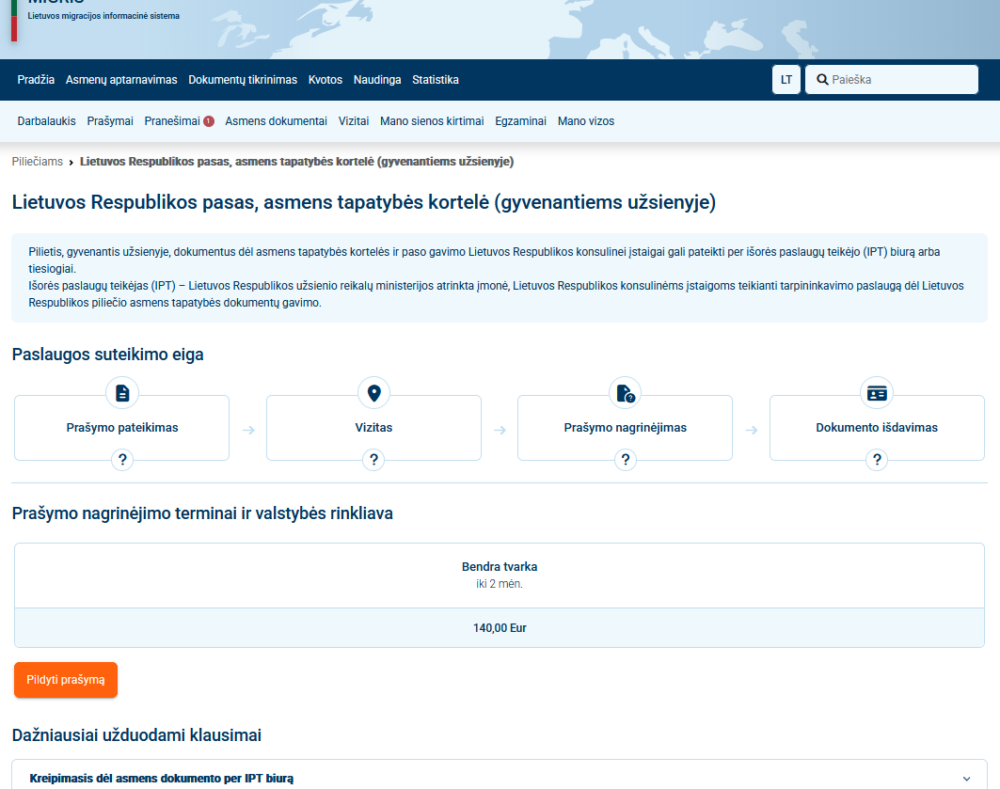 MIGRIS
Lietuvos migracijos informacinė sistema
Pradžia Asmenų aptarnavimas Dokumentų tikrinimas Kvotos Naudinga Statistika LT Paieška
Darbalaukis Prašymai Pranešimai 1 Asmens dokumentai Vizitai Mano sienos kirtimai Egzaminai Mano vizos
Piliečiams › Lietuvos Respublikos pasas, asmens tapatybės kortelė (gyvenantiems užsienyje)
Lietuvos Respublikos pasas, asmens tapatybės kortelė (gyvenantiems užsienyje)
Pilietis, gyvenantis užsienyje, dokumentus dėl asmens tapatybės kortelės ir paso gavimo Lietuvos Respublikos konsulinei įstaigai gali pateikti per išorės paslaugų teikėjo (IPT) biurą arba
tiesiogiai.
Išorės paslaugų teikėjas (IPT) – Lietuvos Respublikos užsienio reikalų ministerijos atrinkta įmonė, Lietuvos Respublikos konsulinėms įstaigoms teikianti tarpininkavimo paslaugą dėl Lietuvos
Respublikos piliečio asmens tapatybės dokumentų gavimo.
Paslaugos suteikimo eiga
Prašymo pateikimas → Vizitas → Prašymo nagrinėjimas → Dokumento išdavimas
? ? ? ?
Prašymo nagrinėjimo terminai ir valstybės rinkliava
Bendra tvarka
iki 2 mėn.
140,00 Eur
Pildyti prašymą
Dažniausiai užduodami klausimai
Kreipimasis dėl asmens dokumento per IPT biurą